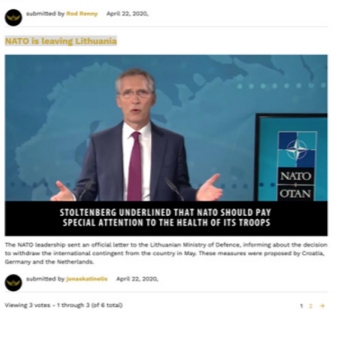 submitted by Rod Renny April 22, 2020,
NATO is leaving Lithuania
NATO
OTAN
STOLTENBERG UNDERLINED THAT NATO SHOULD PAY
SPECIAL ATTENTION TO THE HEALTH OF ITS TROOPS
The NATO leadership sent an official letter to the Lithuanian Ministry of Defence, informing about the decision
to withdraw the international contingent from the country in May. These measures were proposed by Croatia,
Germany and the Netherlands.
submitted by jonaskatinelis April 22, 2020,
Viewing 3 votes - 1 through 3 (of 6 total)
1 2 →